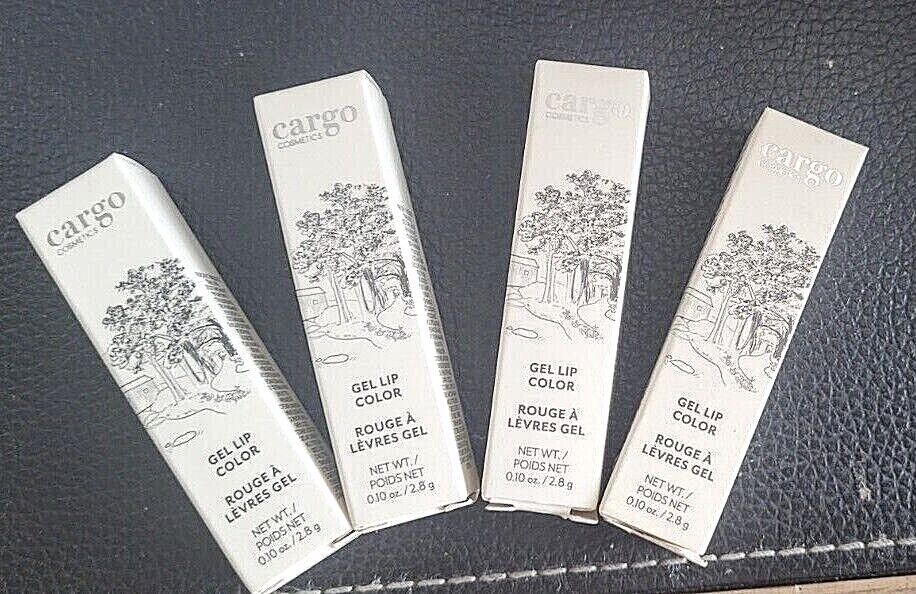 cargo
COSMETICS
GEL LIP
COLOR
ROUGE À
LÈVRES GEL
NET WT./
POIDS NET
0.10 oz./2.8 g
cargo
COSMETICS
GEL LIP
COLOR
ROUGE À
LÈVRES GEL
NET WT./
POIDS NET
0.10 oz./2.8 g
cargo
COSMETICS
GEL LIP
COLOR
ROUGE À
LÈVRES GEL
NET WT./
POIDS NET
0.10 oz./2.8 g
cargo
COSMETICS
GEL LIP
COLOR
ROUGE À
LÈVRES GEL
NET WT./
POIDS NET
0.10 oz./2.8 g